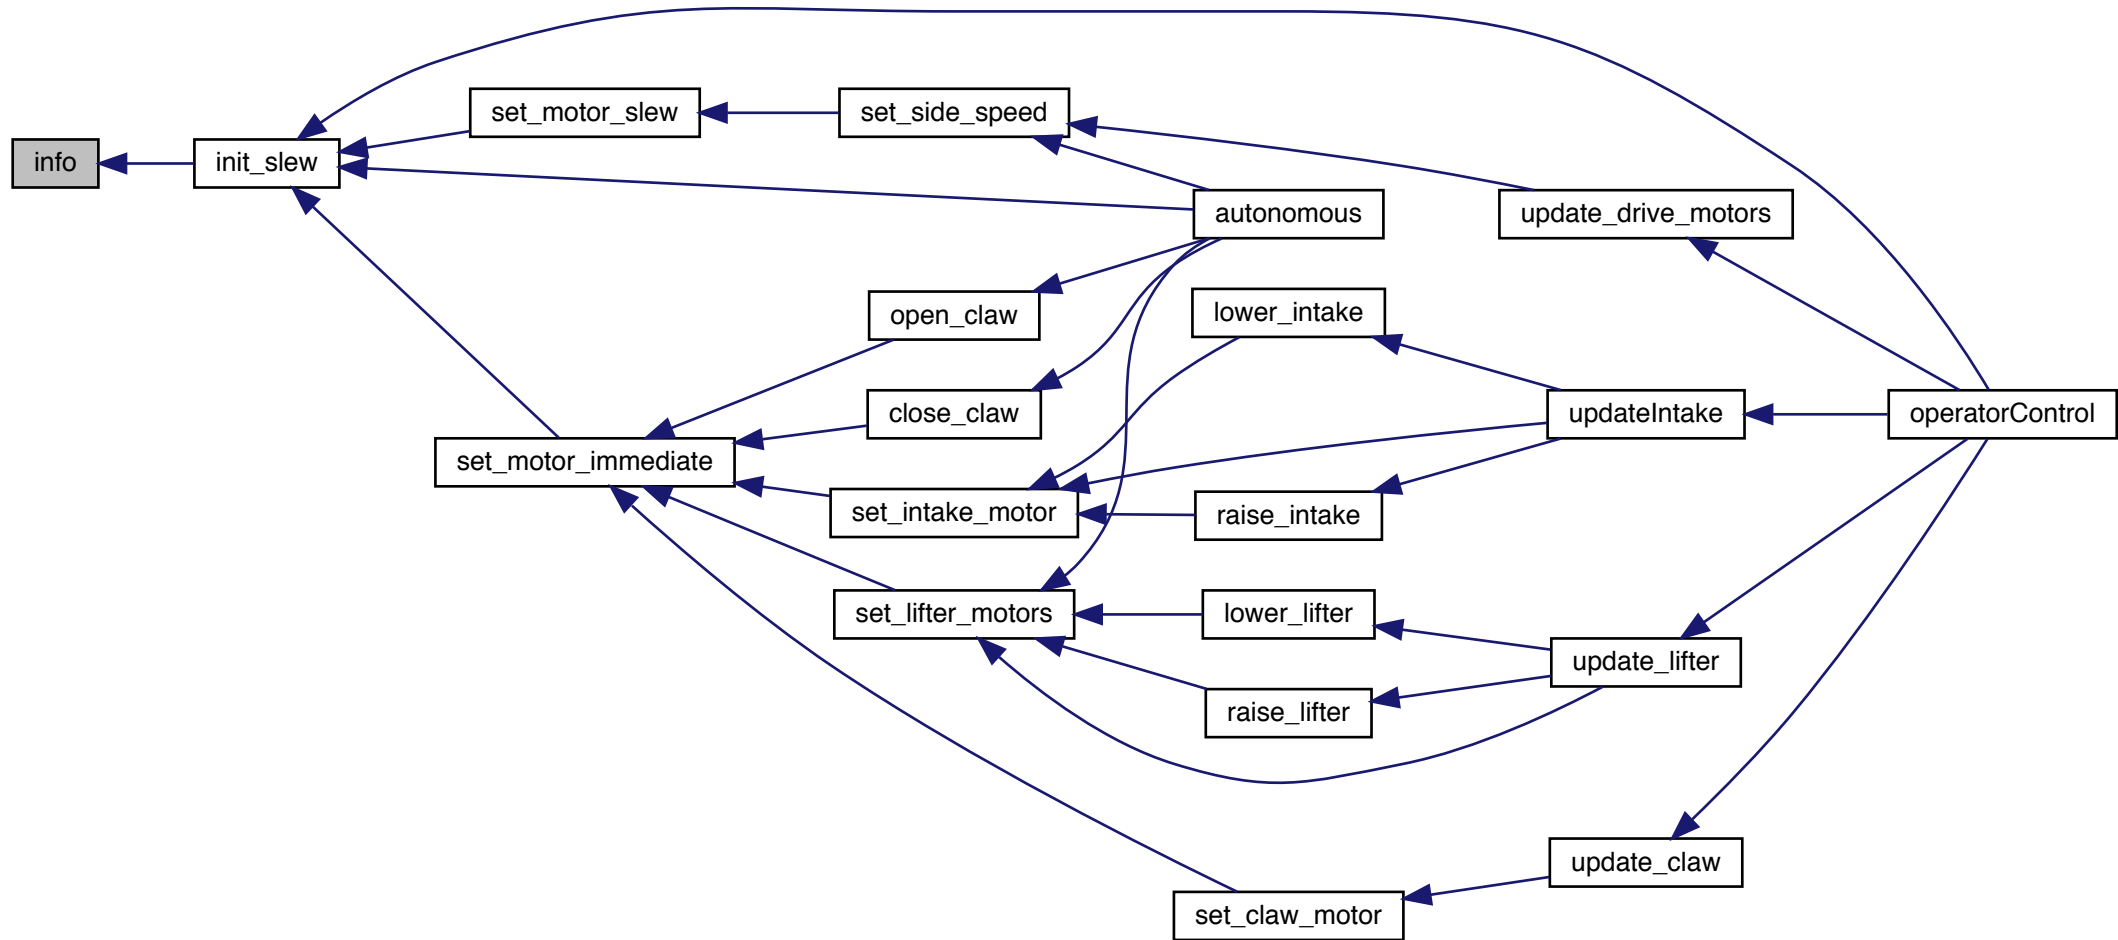 info
init_slew
set_motor_slew
set_side_speed
autonomous
update_drive_motors
open_claw
lower_intake
close_claw
updateIntake
operatorControl
set_motor_immediate
set_intake_motor
raise_intake
set_lifter_motors
lower_lifter
update_lifter
raise_lifter
update_claw
set_claw_motor